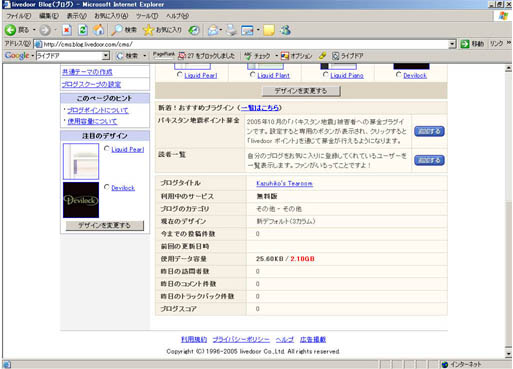 livedoor Blog(ブログ) - Microsoft Internet Explorer
ファイル(F) 編集(E) 表示(V) お気に入り(A) ツール(T) ヘルプ(H)
戻る 検索 お気に入り
アドレス(D) http://cms.blog.livedoor.com/cms/ 移動 リンク
Google ライブドア 検索 PageRank 27 をブロックしました チェック オプション ライブドア
共通テーマの作成
ブログスクープの設定
このページのヒント
・ブログポイントについて
・使用容量について
注目のデザイン
Liquid Pearl
Devilock
Devilock
デザインを変更する
Liquid Pearl Liquid Plant Liquid Piano Devilock
デザインを変更する
新着!おすすめプラグイン (一覧はこちら)
パキスタン地震ポイント募金 2005年10月の「パキスタン地震」被害者への募金プラグイ
ンです。設定すると専用のボタンが表示され、クリックすると
「livedoor ポイント」を通じて募金が行えるようになります。
設定する
読者一覧 自分のブログをお気に入りに登録してくれているユーザーを
一覧表示します。ファンがいるってことですよ!
設定する
ブログタイトル Kazuhiko's Tearoom
利用中のサービス 無料版
ブログのカテゴリ その他 - その他
現在のデザイン 新デフォルト(3カラム)
今までの投稿件数 0
前回の更新日時
使用データ容量 25.60KB / 2.10GB
昨日の訪問者数 0
昨日のコメント件数 0
昨日のトラックバック件数 0
ブログスコア 0
利用規約 プライバシーポリシー ヘルプ 広告掲載
Copyright (C) 1996-2005 livedoor Co.,Ltd. All rights reserved.
インターネット